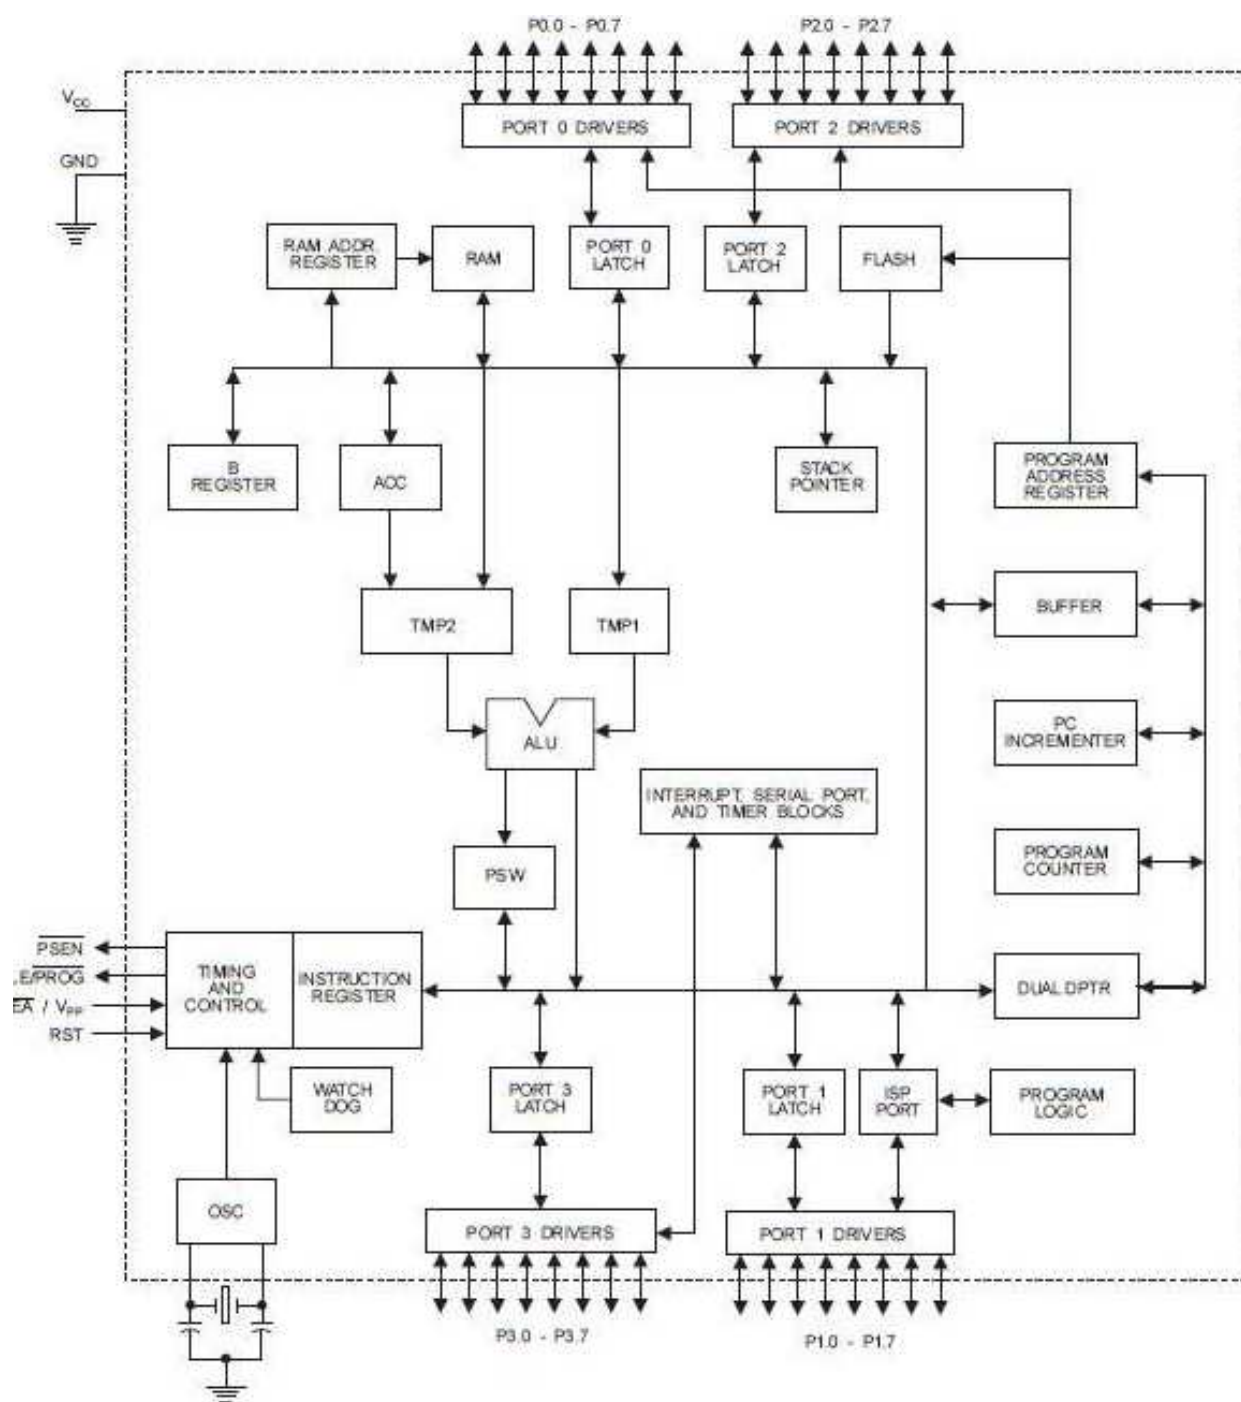 P0.0 - P0.7
P2.0 - P2.7
VCC
PORT 0 DRIVERS
PORT 2 DRIVERS
GND
RAM ADDR.
REGISTER
RAM
PORT 0
LATCH
PORT 2
LATCH
FLASH
B
REGISTER
ACC
STACK
POINTER
PROGRAM
ADDRESS
REGISTER
TMP2
TMP1
BUFFER
ALU
PC
INCREMENTER
INTERRUPT, SERIAL PORT,
AND TIMER BLOCKS
PSW
PROGRAM
COUNTER
PSEN
LE/PROG
EA / VPP
RST
TIMING
AND
CONTROL
INSTRUCTION
REGISTER
DUAL DPTR
WATCH
DOG
PORT 3
LATCH
PORT 1
LATCH
ISP
PORT
PROGRAM
LOGIC
OSC
PORT 3 DRIVERS
PORT 1 DRIVERS
P3.0 - P3.7
P1.0 - P1.7